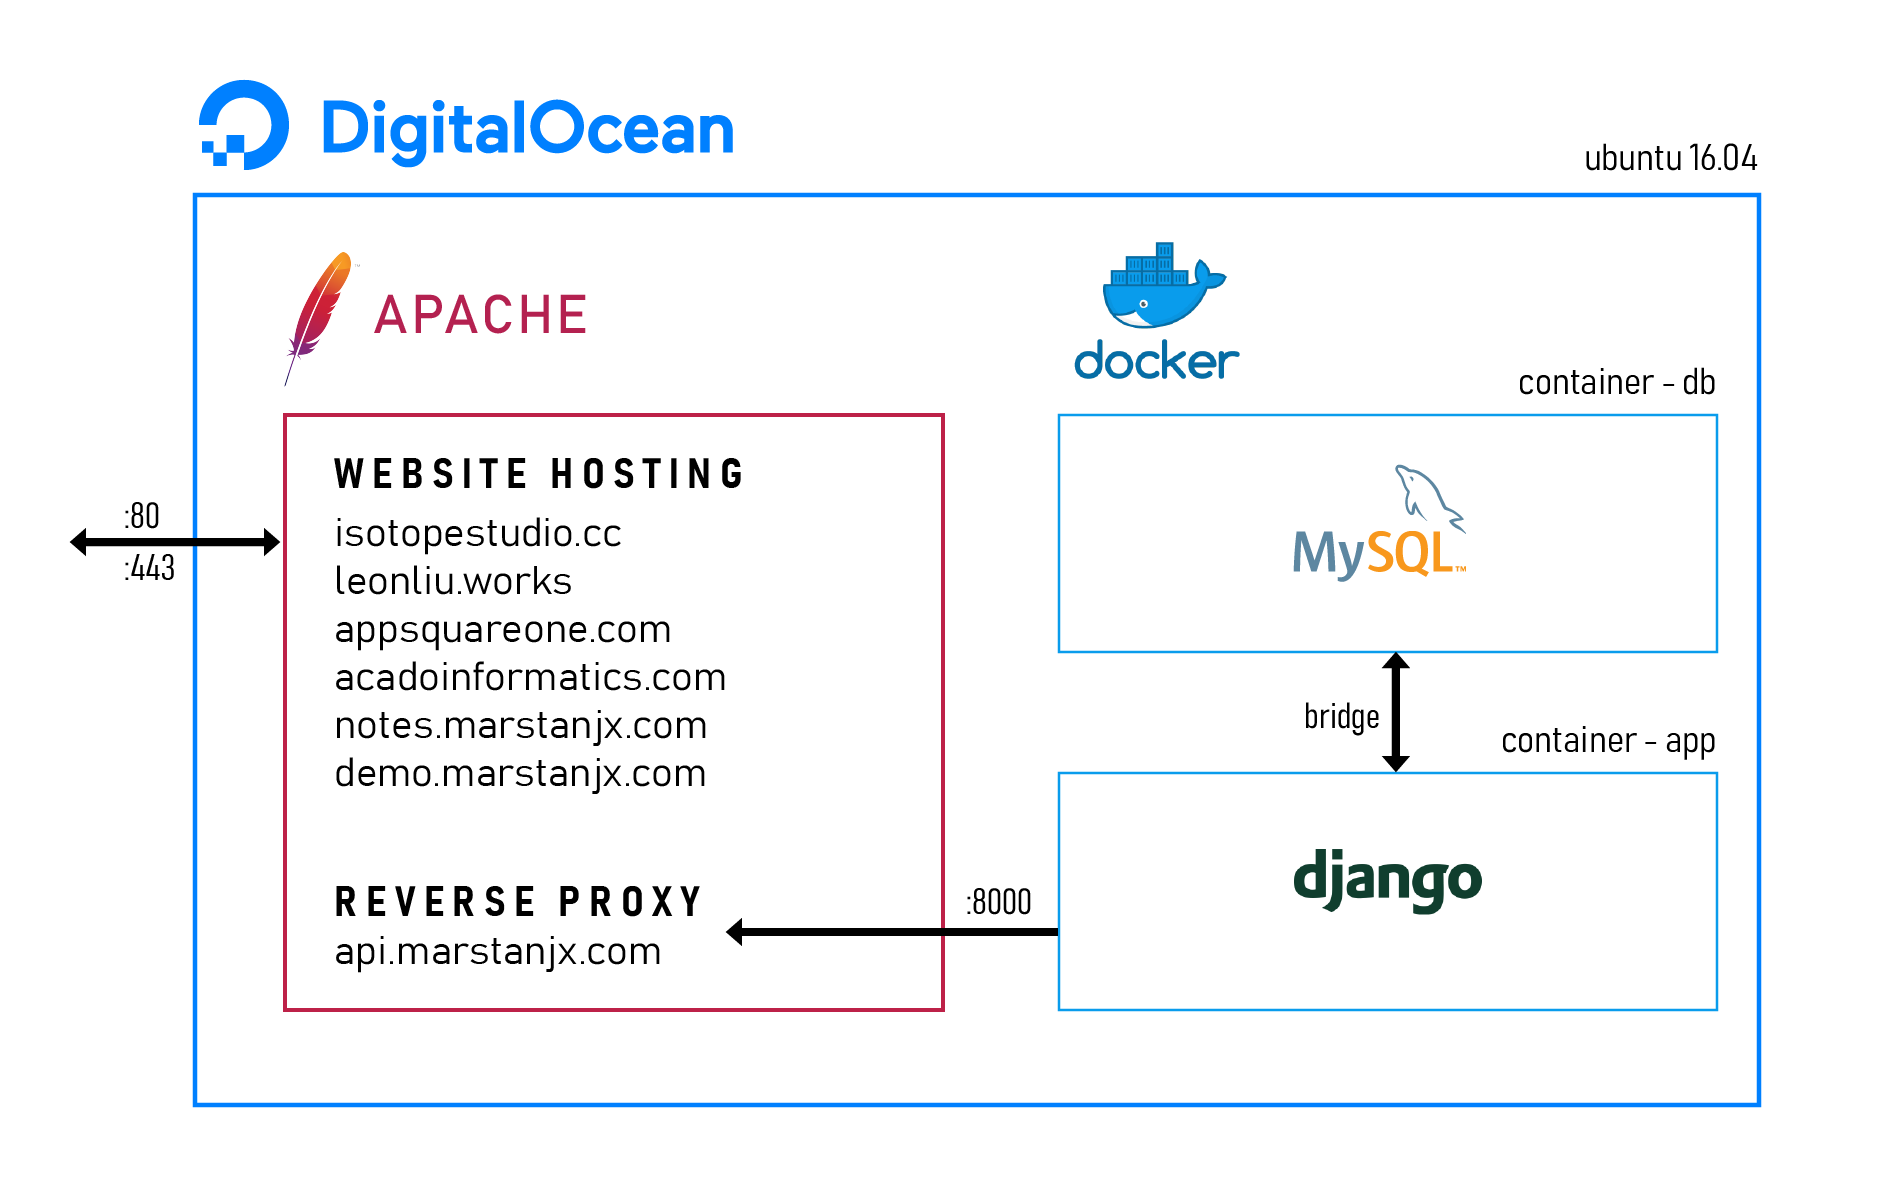 DigitalOcean
ubuntu 16.04
APACHE
docker
container - db
WEBSITE HOSTING
isotopestudio.cc
leonliu.works
appsquareone.com
acadoinformatics.com
notes.marstanjx.com
demo.marstanjx.com
:80
:443
MySQL™
bridge
container - app
django
REVERSE PROXY
api.marstanjx.com
:8000